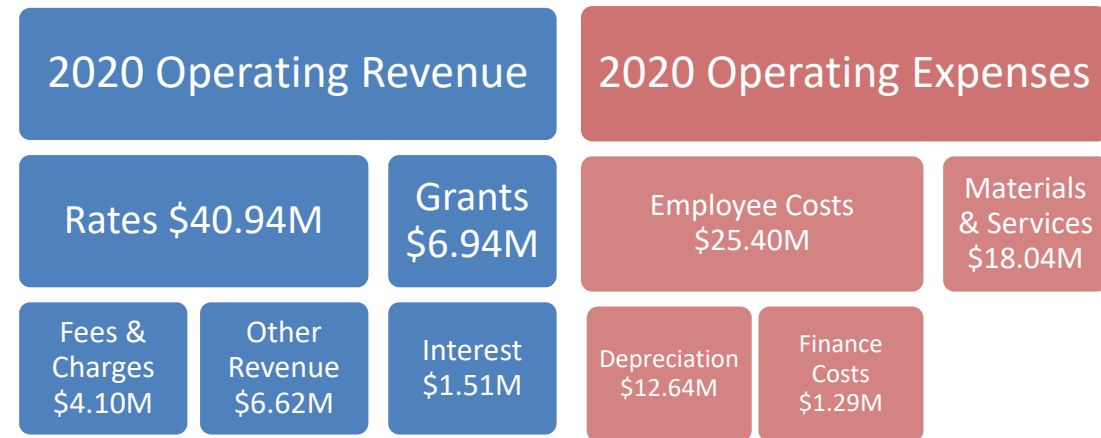 2020 Operating Revenue
2020 Operating Expenses
Rates $40.94M
Grants
$6.94M
Employee Costs
$25.40M
Materials
& Services
$18.04M
Fees &
Charges
$4.10M
Other
Revenue
$6.62M
Interest
$1.51M
Depreciation
$12.64M
Finance
Costs
$1.29M